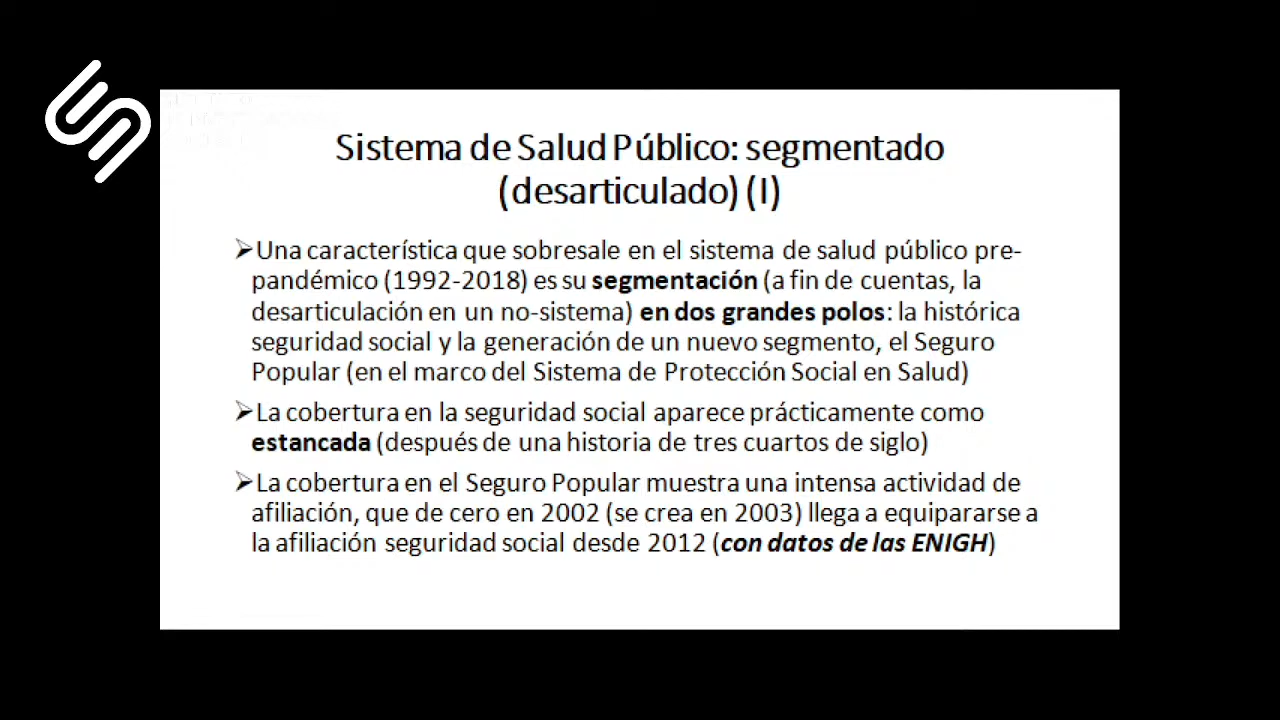 Sistema de Salud Público: segmentado
(desarticulado) (I)
➢Una característica que sobresale en el sistema de salud público pre-
pandémico (1992-2018) es su segmentación (a fin de cuentas, la
desarticulación en un no-sistema) en dos grandes polos: la histórica
seguridad social y la generación de un nuevo segmento, el Seguro
Popular (en el marco del Sistema de Protección Social en Salud)
➢La cobertura en la seguridad social aparece prácticamente como
estancada (después de una historia de tres cuartos de siglo)
➢La cobertura en el Seguro Popular muestra una intensa actividad de
afiliación, que de cero en 2002 (se crea en 2003) llega a equipararse a
la afiliación seguridad social desde 2012 (con datos de las ENIGH)